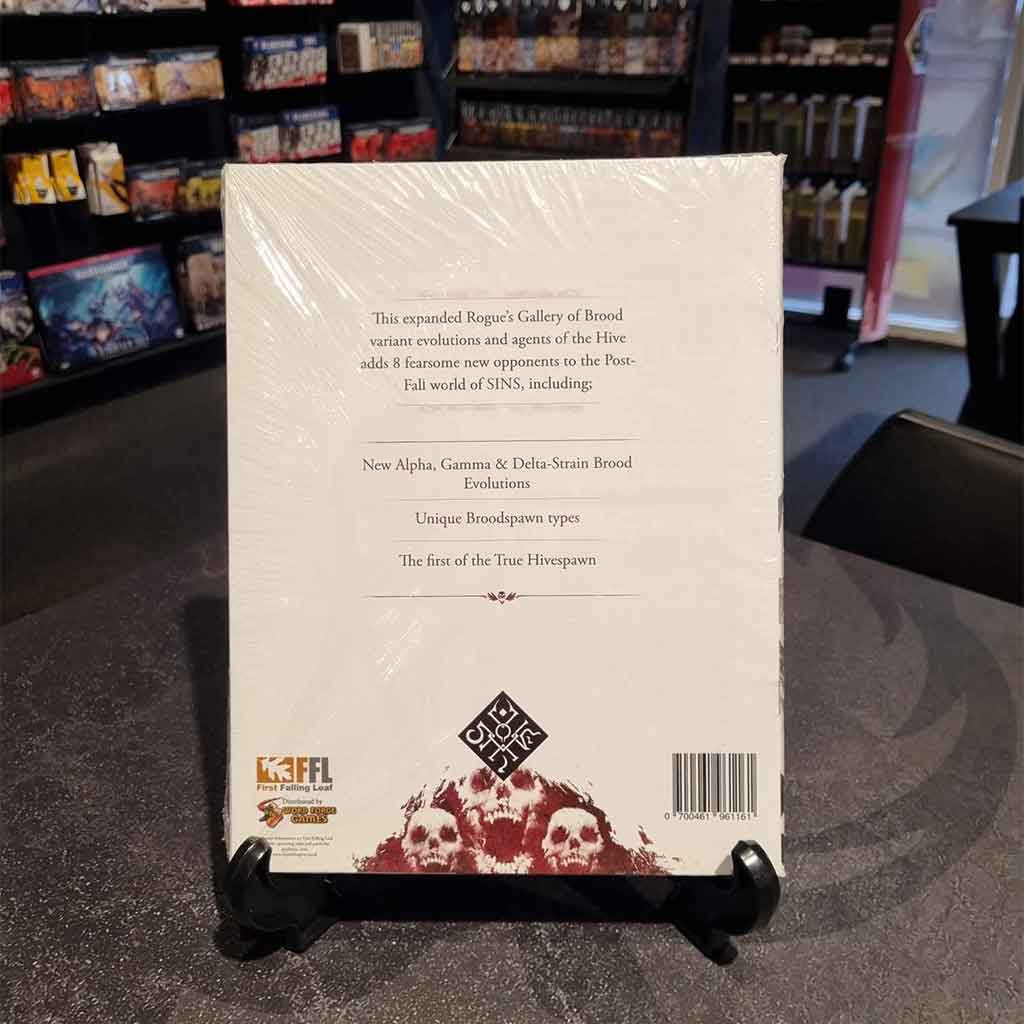 This expanded Rogue's Gallery of Brood
variant evolutions and agents of the Hive
adds 8 fearsome new opponents to the Post-
Fall world of SINS, including;
New Alpha, Gamma & Delta-Strain Brood
Evolutions
Unique Broodspawn types
The first of the True Hivespawn
FFL
First Falling Leaf
Distributed by
WORD FORGE
GAMES
0 700461 961161